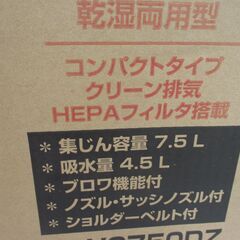 乾湿両用型
コンパクトタイプ
クリーン排気
HEPAフィルタ搭載
* 集じん容量 7.5 L
* 吸水量 4.5 L
* ブロワ機能付
* ノズル・サッシノズル付
* ショルダーベルト付